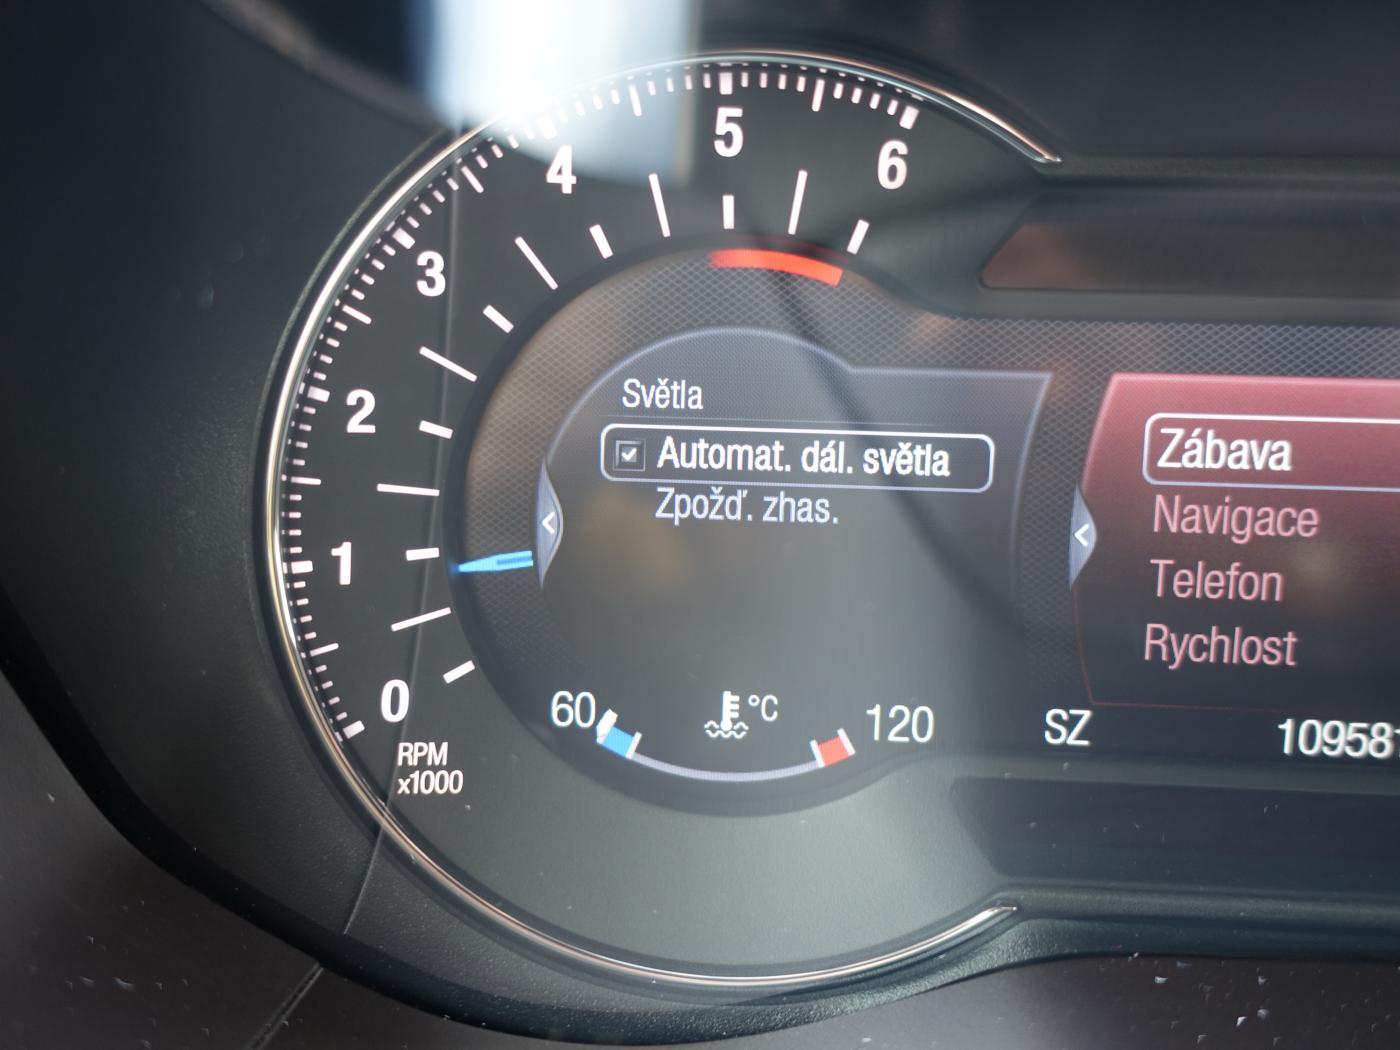 0
1
2
3
4
5
6
RPM
x1000
Světla
Automat. dál. světla
Zpožď. zhas.
60
°C
120
Zábava
Navigace
Telefon
Rychlost
SZ
109581